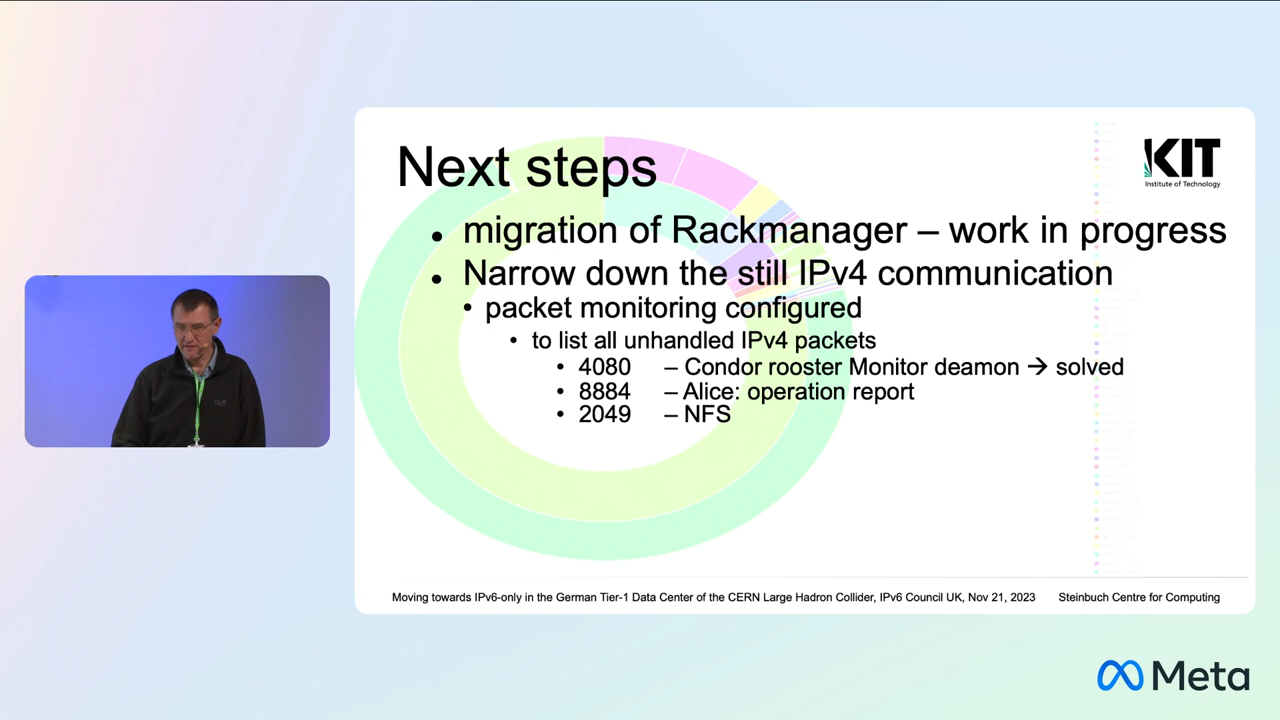 Next steps
KIT
Institute of Technology
• migration of Rackmanager – work in progress
• Narrow down the still IPv4 communication
• packet monitoring configured
• to list all unhandled IPv4 packets
• 4080 – Condor rooster Monitor deamon → solved
• 8884 – Alice: operation report
• 2049 – NFS
Moving towards IPv6-only in the German Tier-1 Data Center of the CERN Large Hadron Collider, IPv6 Council UK, Nov 21, 2023 Steinbuch Centre for Computing
Meta